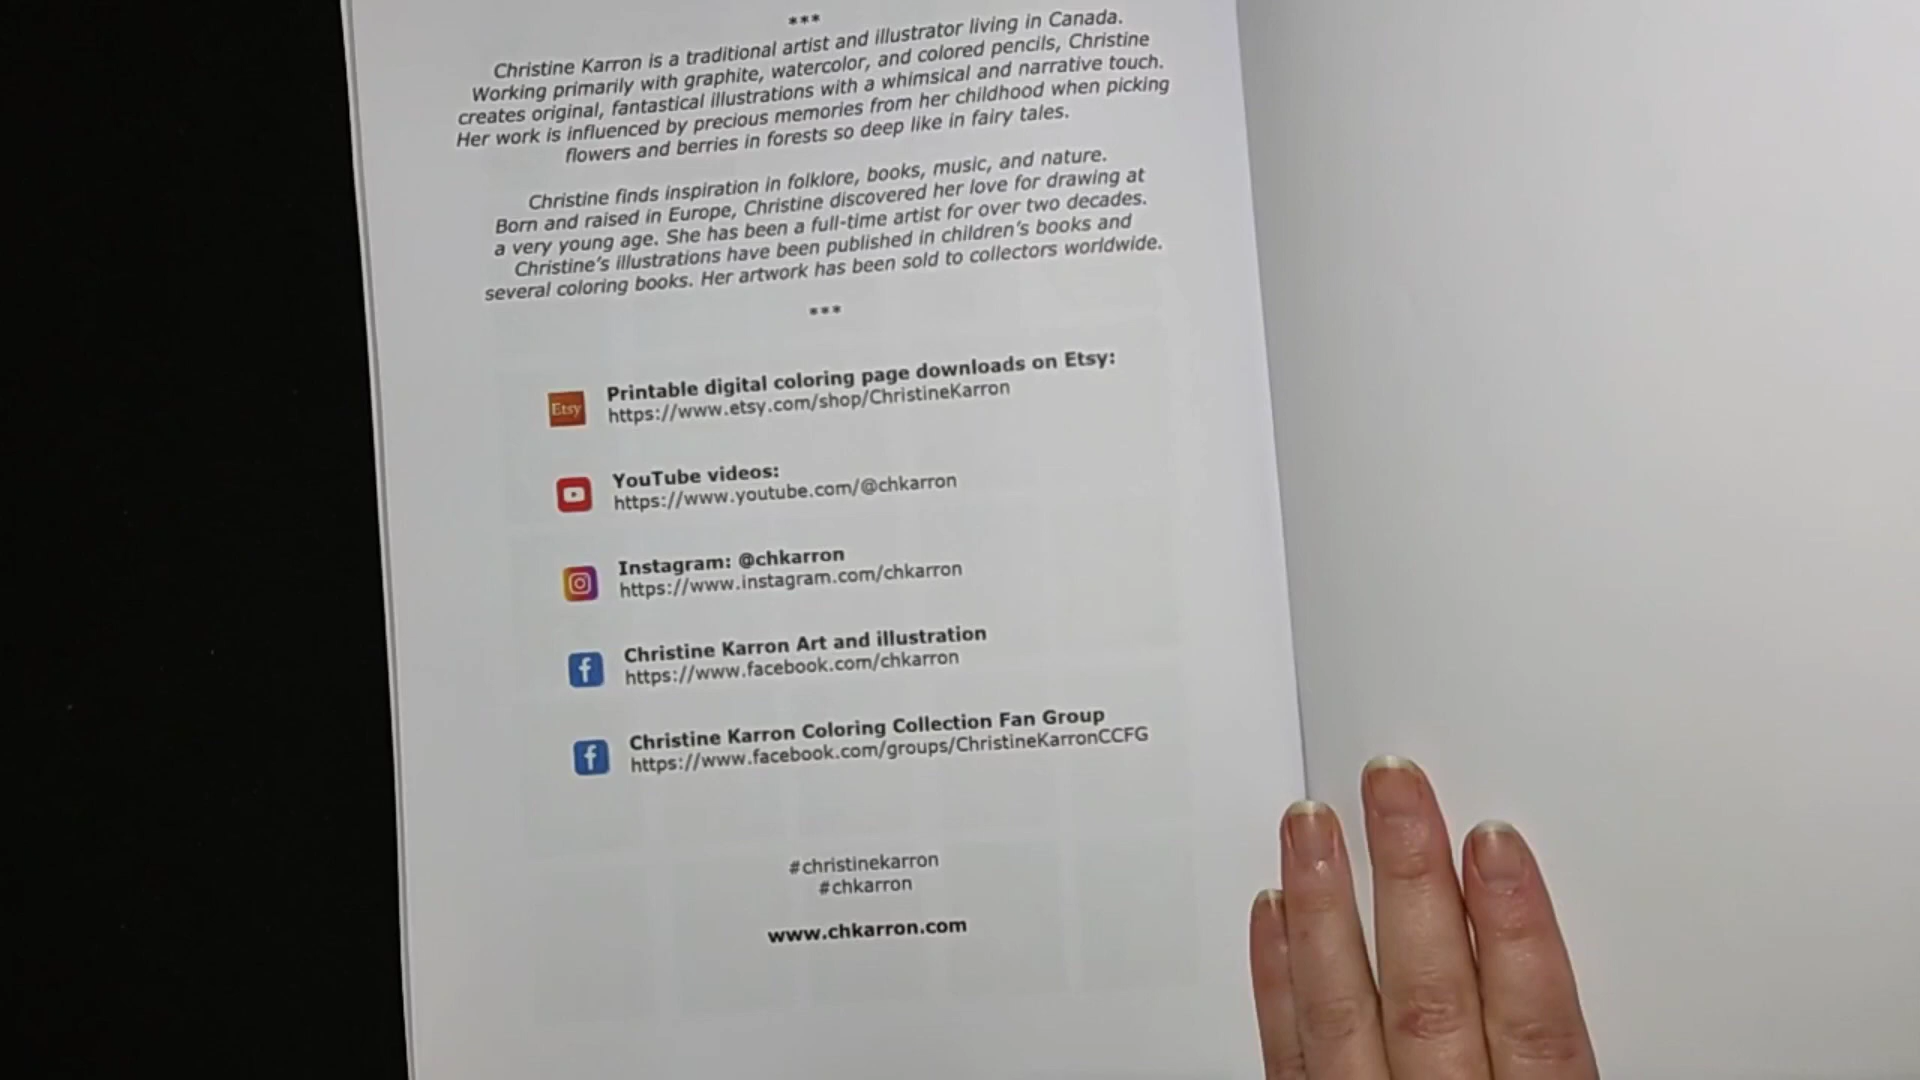 ***
Christine Karron is a traditional artist and illustrator living in Canada.
Working primarily with graphite, watercolor, and colored pencils, Christine
creates original, fantastical illustrations with a whimsical and narrative touch.
Her work is influenced by precious memories from her childhood when picking
flowers and berries in forests so deep like in fairy tales.
Christine finds inspiration in folklore, books, music, and nature.
Born and raised in Europe, Christine discovered her love for drawing at
a very young age. She has been a full-time artist for over two decades.
Christine's illustrations have been published in children's books and
several coloring books. Her artwork has been sold to collectors worldwide.
***
Etsy
Printable digital coloring page downloads on Etsy:
https://www.etsy.com/shop/ChristineKarron
YouTube videos:
https://www.youtube.com/@chkarron
Instagram: @chkarron
https://www.instagram.com/chkarron
f
Christine Karron Art and illustration
https://www.facebook.com/chkarron
f
Christine Karron Coloring Collection Fan Group
https://www.facebook.com/groups/ChristineKarronCCFG
#christinekarron
#chkarron
www.chkarron.com